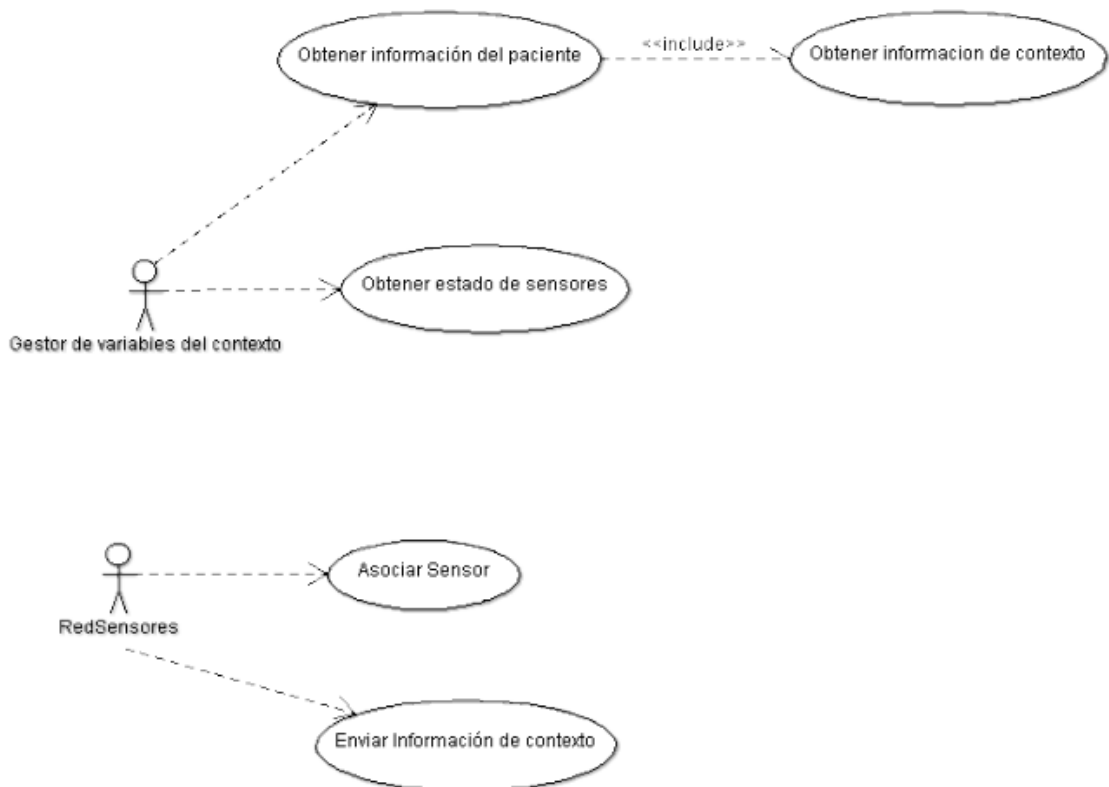 Obtener información del paciente
<<include>>
Obtener informacion de contexto
Obtener estado de sensores
Gestor de variables del contexto
Asociar Sensor
RedSensores
Enviar Información de contexto